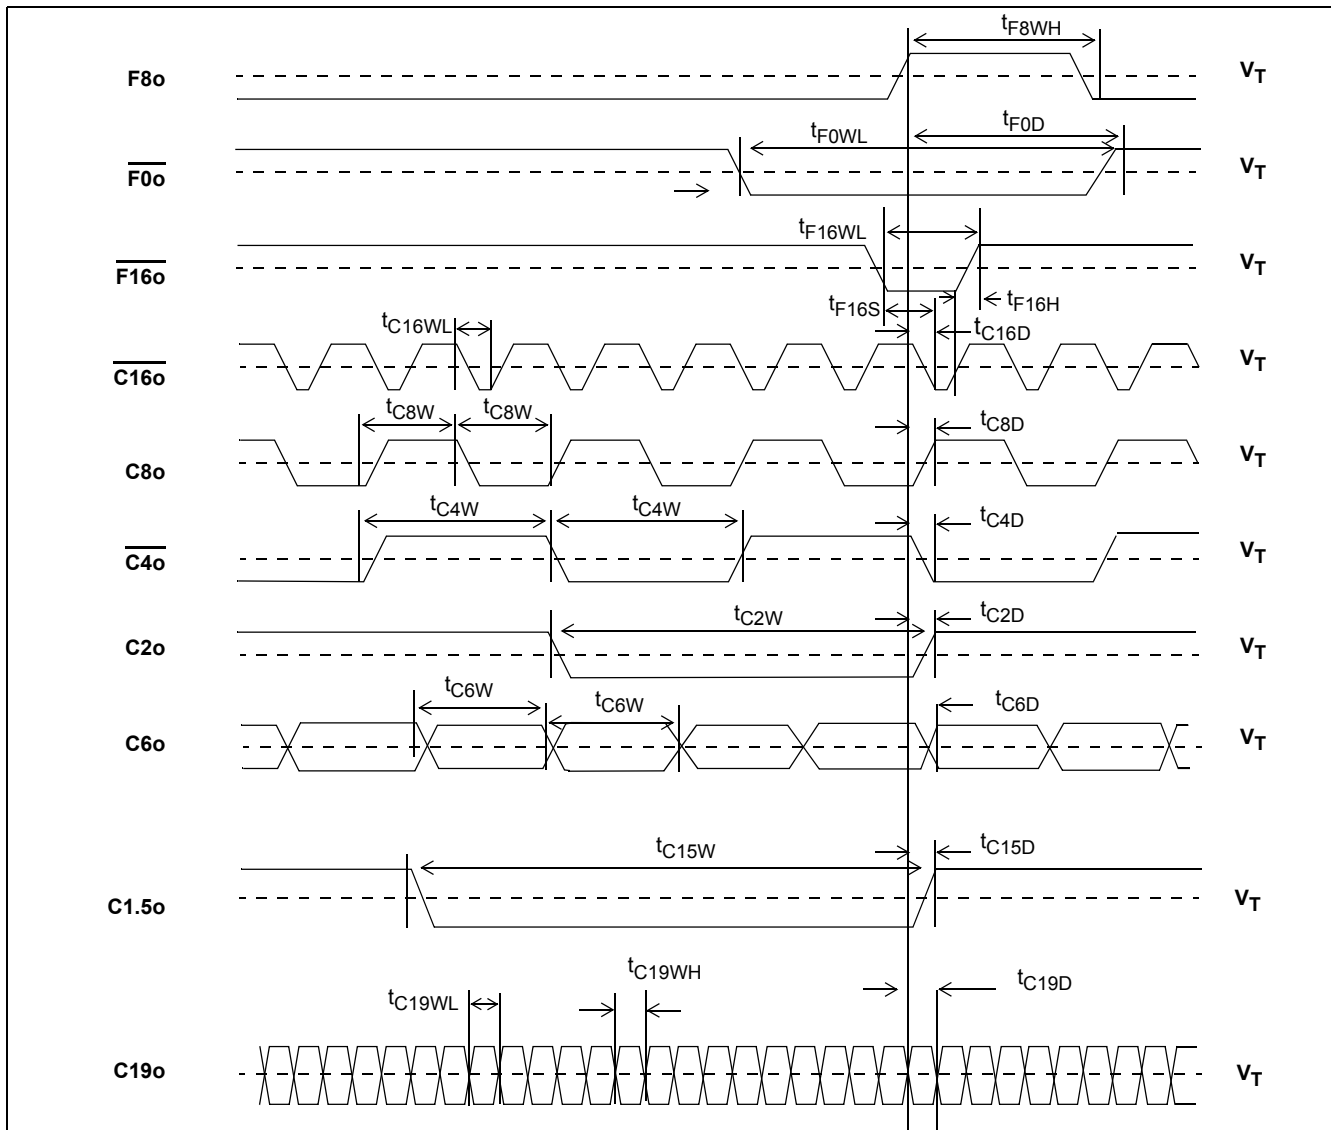 tF8WH
F8o VT
tF0WL tF0D
F0o VT
tF16WL
F16o VT
tF16S tF16H
tC16WL tC16D
C16o VT
tC8W tC8W tC8D
C8o VT
tC4W tC4W tC4D
C4o VT
tC2W tC2D
C2o VT
tC6W tC6W tC6D
C6o VT
tC15W tC15D
C1.5o VT
tC19WL tC19WH tC19D
C19o VT